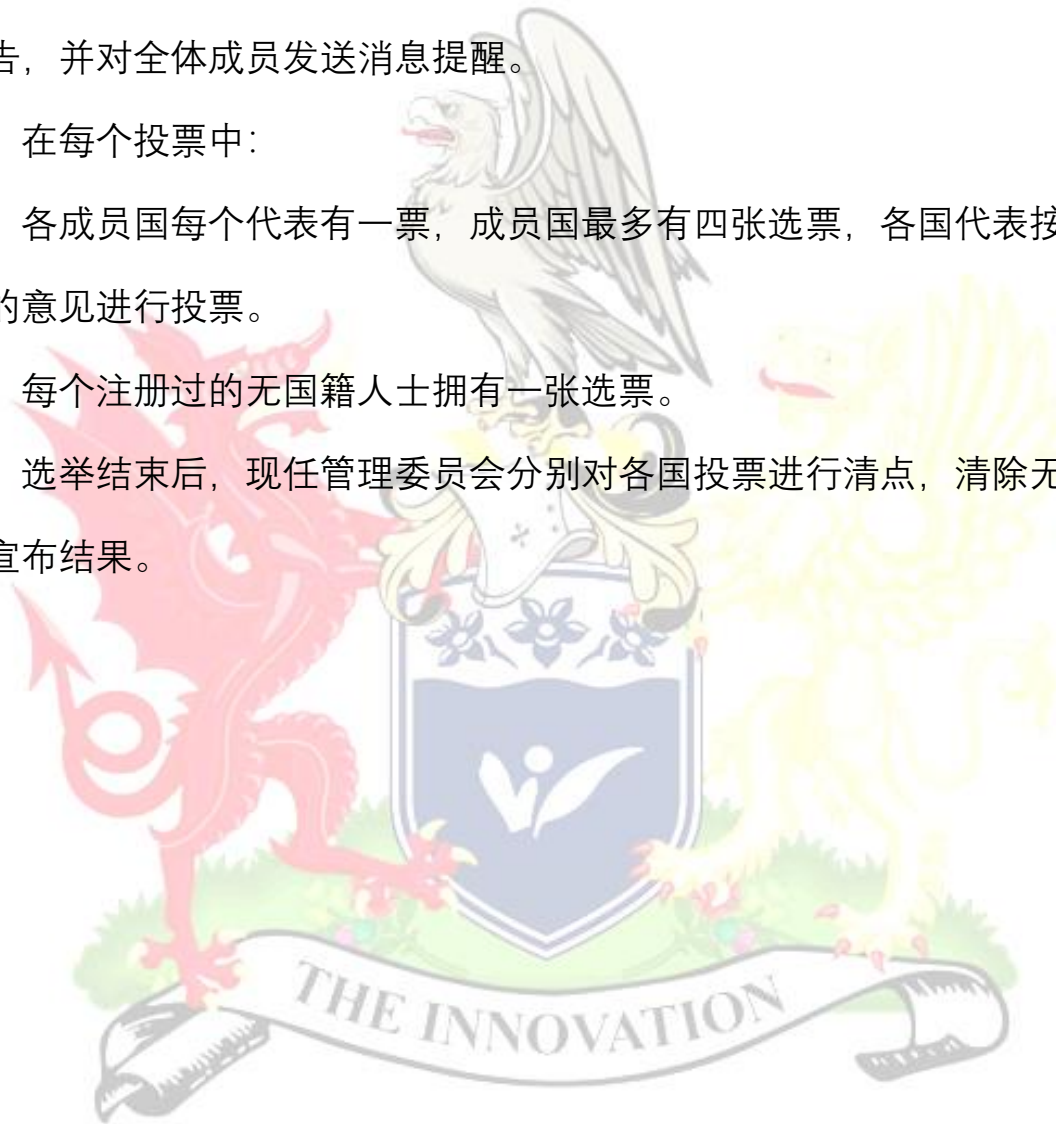 告，并对全体成员发送消息提醒。
在每个投票中：
各成员国每个代表有一票，成员国最多有四张选票，各国代表按
的意见进行投票。
每个注册过的无国籍人士拥有一张选票。
选举结束后，现任管理委员会分别对各国投票进行清点，清除无
宣布结果。
THE INNOVATION